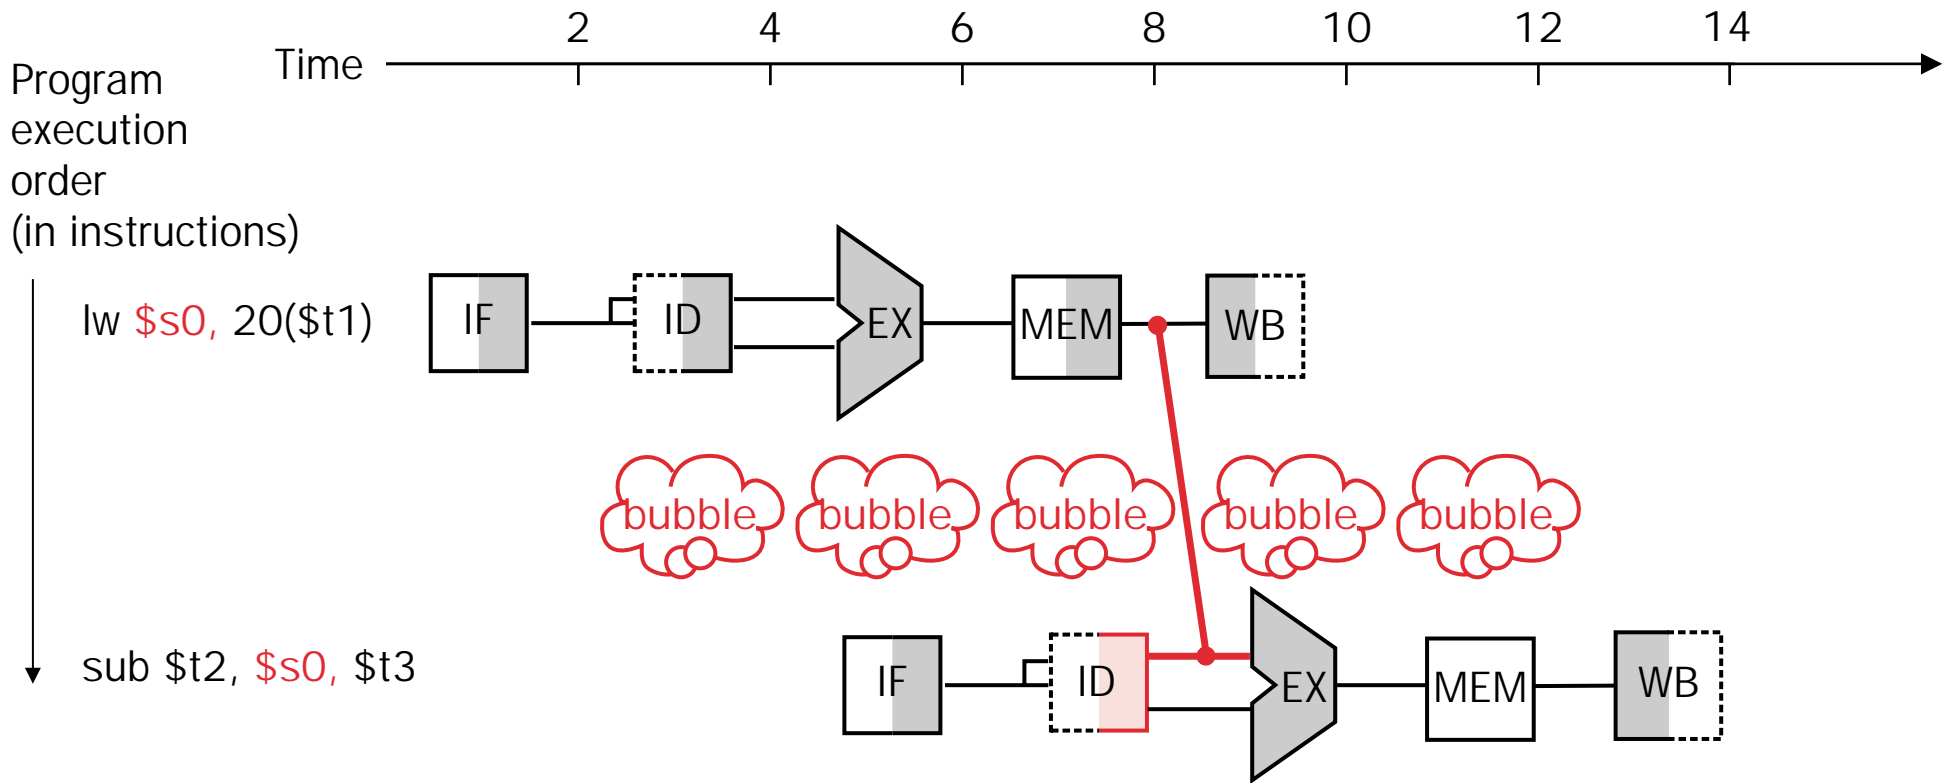 2 4 6 8 10 12 14
Time
Program
execution
order
(in instructions)
lw $s0, 20($t1)
IF ID EX MEM WB
bubble bubble bubble bubble bubble
sub $t2, $s0, $t3
IF ID EX MEM WB